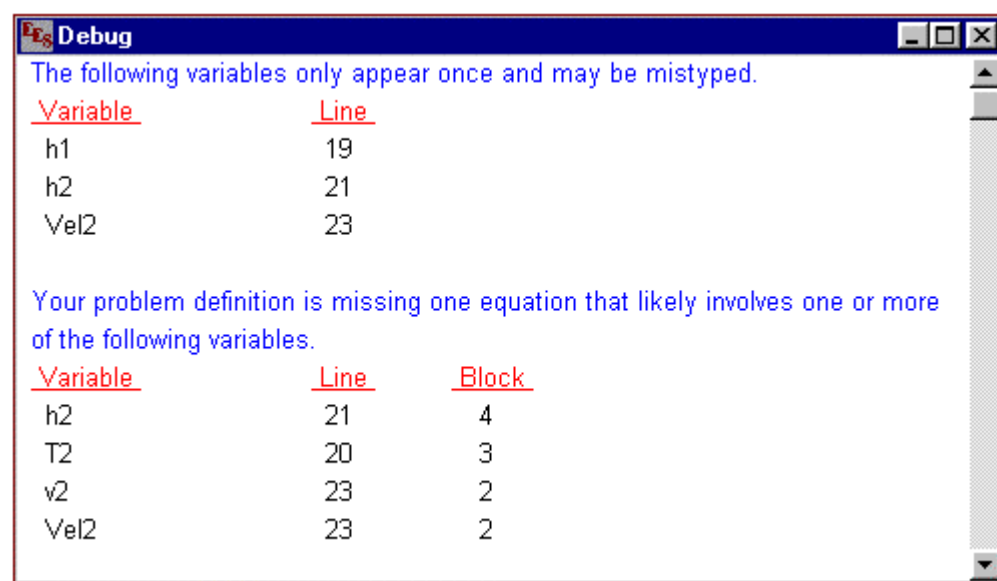 EES Debug
The following variables only appear once and may be mistyped.
Variable Line
h1 19
h2 21
Vel2 23
Your problem definition is missing one equation that likely involves one or more
of the following variables.
Variable Line Block
h2 21 4
T2 20 3
v2 23 2
Vel2 23 2